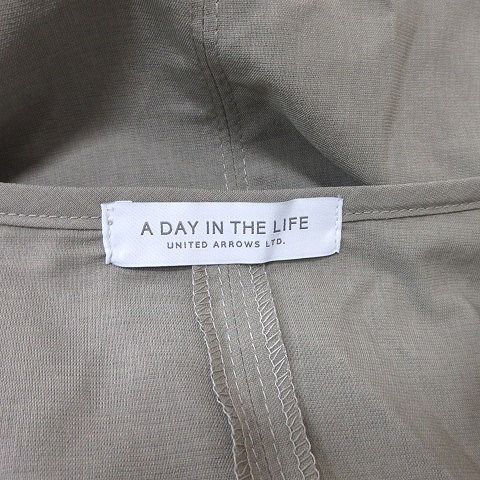 A DAY IN THE LIFE
UNITED ARROWS LTD.